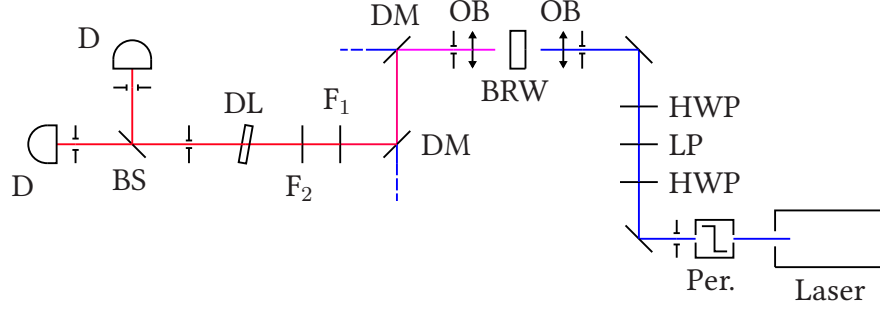 DM
OB
OB
D
DL
F₁
BRW
HWP
DM
LP
D
BS
F₂
HWP
Per.
Laser